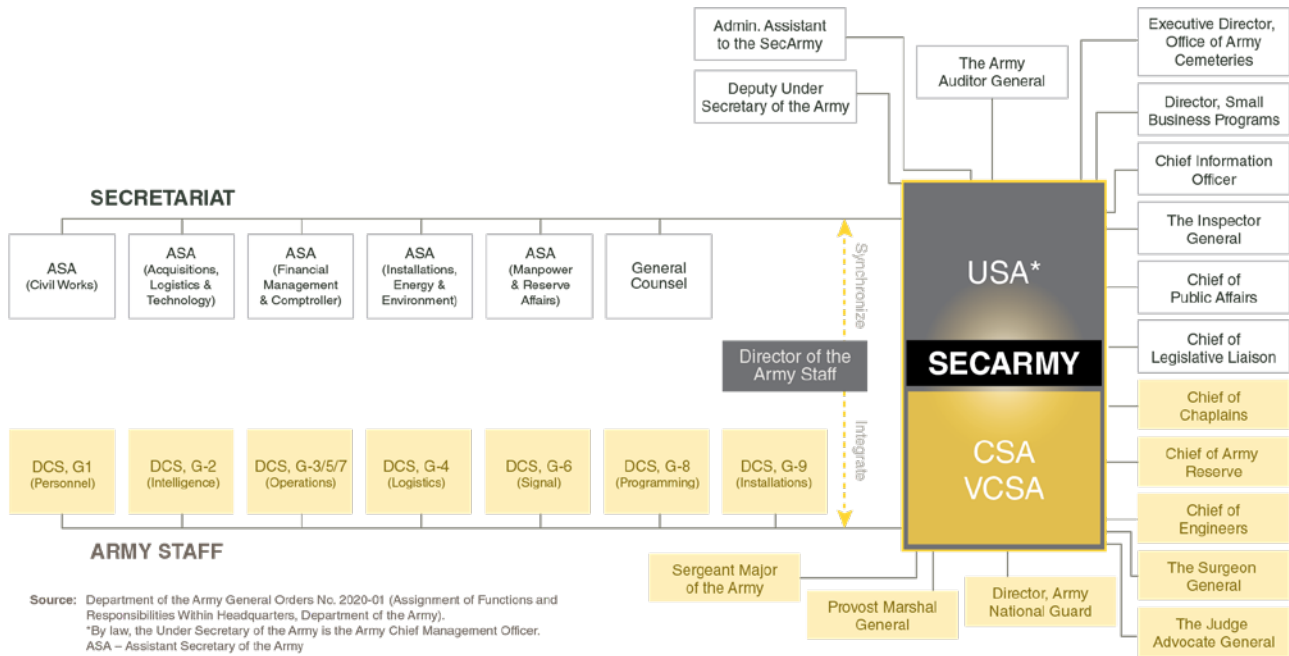 Admin. Assistant
to the SecArmy
Deputy Under
Secretary of the Army
The Army
Auditor General
Executive Director,
Office of Army
Cemeteries
Director, Small
Business Programs
Chief Information
Officer
The Inspector
General
Chief of
Public Affairs
Chief of
Legislative Liaison
SECRETARIAT
ASA
(Civil Works)
ASA
(Acquisitions,
Logistics &
Technology)
ASA
(Financial
Management
& Comptroller)
ASA
(Installations,
Energy &
Environment)
ASA
(Manpower
& Reserve
Affairs)
General
Counsel
Synchronize
Director of the
Army Staff
Integrate
USA*
SECARMY
CSA
VCSA
Chief of
Chaplains
Chief of Army
Reserve
Chief of
Engineers
The Surgeon
General
The Judge
Advocate General
DCS, G1
(Personnel)
DCS, G-2
(Intelligence)
DCS, G-3/5/7
(Operations)
DCS, G-4
(Logistics)
DCS, G-6
(Signal)
DCS, G-8
(Programming)
DCS, G-9
(Installations)
ARMY STAFF
Sergeant Major
of the Army
Provost Marshal
General
Director, Army
National Guard
Source: Department of the Army General Orders No. 2020-01 (Assignment of Functions and
Responsibilities Within Headquarters, Department of the Army).
*By law, the Under Secretary of the Army is the Army Chief Management Officer.
ASA – Assistant Secretary of the Army